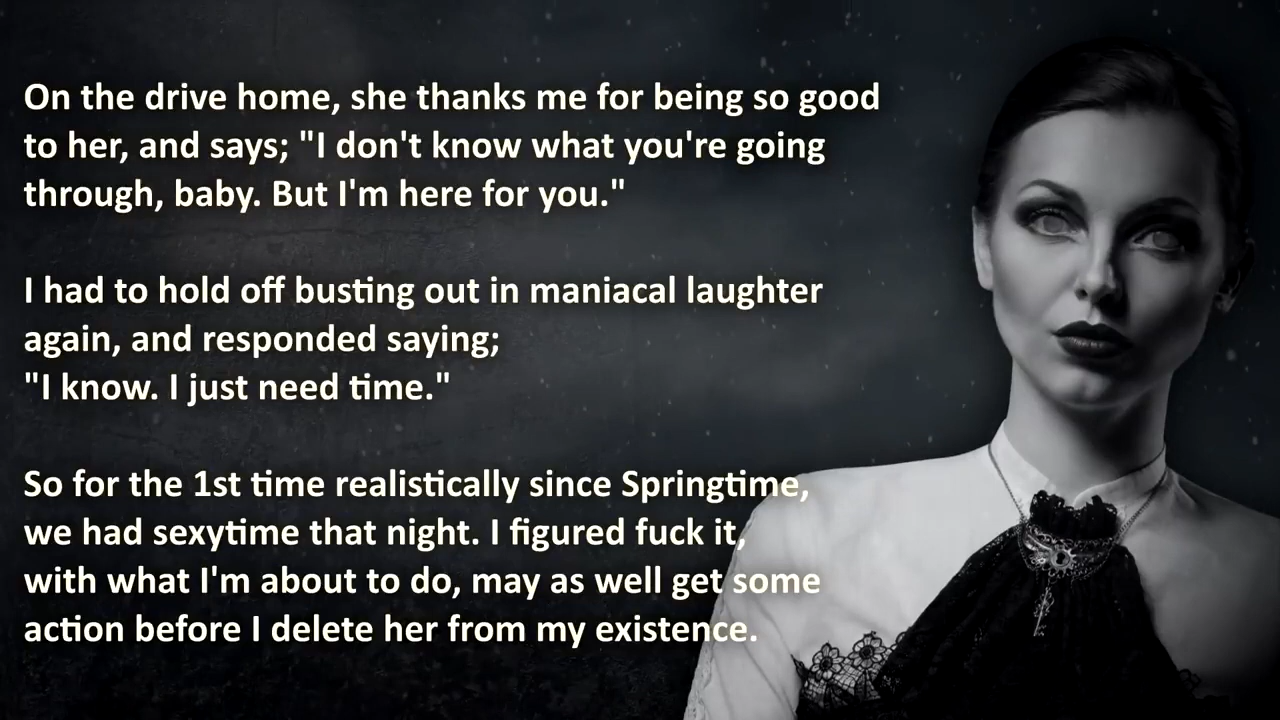 On the drive home, she thanks me for being so good
to her, and says; "I don't know what you're going
through, baby. But I'm here for you."
I had to hold off busting out in maniacal laughter
again, and responded saying;
"I know. I just need time."
So for the 1st time realistically since Springtime,
we had sexytime that night. I figured fuck it,
with what I'm about to do, may as well get some
action before I delete her from my existence.